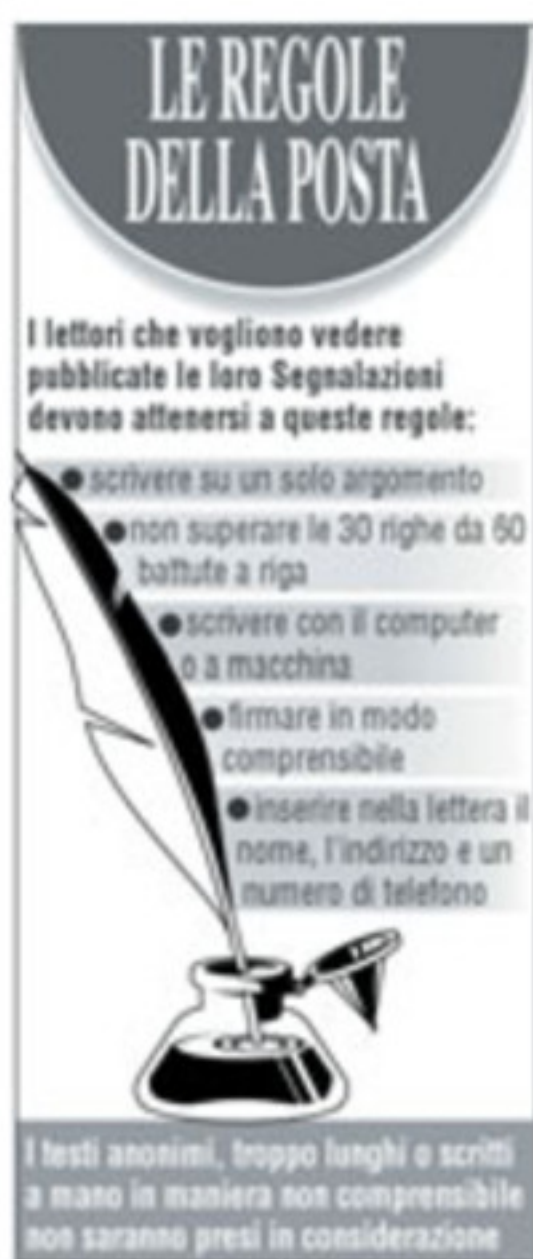 LE REGOLE
DELLA POSTA
I lettori che vogliono vedere
pubblicate le loro Segnalazioni
devono attenersi a queste regole:
● scrivere su un solo argomento
● non superare le 30 righe da 60
battute a riga
● scrivere con il computer
o a macchina
● firmare in modo
comprensibile
● inserire nella lettera il
nome, l'indirizzo e un
numero di telefono
I testi anonimi, troppo lunghi o scritti
a mano in maniera non comprensibile
non saranno presi in considerazione